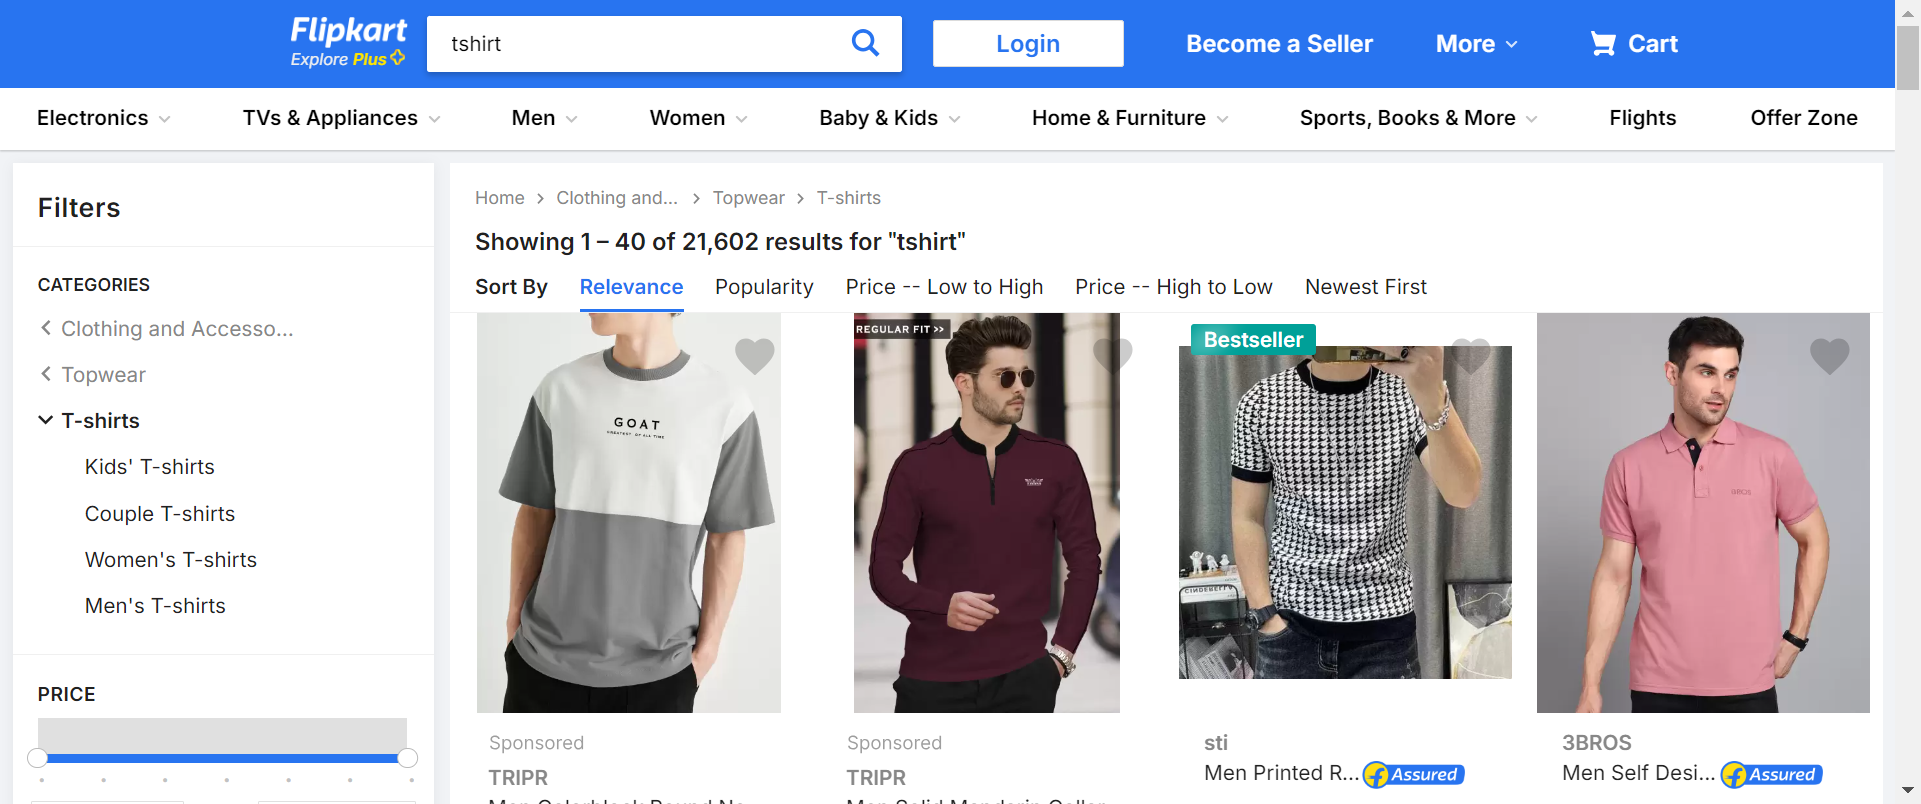 Flipkart
Explore Plus
tshirt
Login
Become a Seller
More
Cart
Electronics
TVs & Appliances
Men
Women
Baby & Kids
Home & Furniture
Sports, Books & More
Flights
Offer Zone
Filters
CATEGORIES
Clothing and Accesso...
Topwear
T-shirts
Kids' T-shirts
Couple T-shirts
Women's T-shirts
Men's T-shirts
PRICE
Home
Clothing and...
Topwear
T-shirts
Showing 1 – 40 of 21,602 results for "tshirt"
Sort By
Relevance
Popularity
Price -- Low to High
Price -- High to Low
Newest First
GOAT
GREATEST OF ALL TIME
Sponsored
TRIPR
REGULAR FIT >>
Sponsored
TRIPR
Bestseller
sti
Men Printed R...
Assured
3BROS
Men Self Desi...
Assured